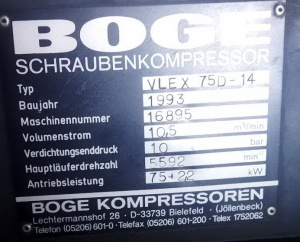 BOGE
SCHRAUBENKOMPRESSOR
Typ VLEX 75D-14
Baujahr 1993
Maschinennummer 16895
Volumenstrom 10,5 m³/min
Verdichtungsenddruck 10 bar
Hauptläuferdrehzahl 5592 min⁻¹
Antriebsleistung 75+22 kW
BOGE KOMPRESSOREN
Lechtermannshof 26 · D-33739 Bielefeld · (Jöllenbeck)
Telefon (05206) 601-0 · Telefax (05206) 601-200 · Telex 1752062